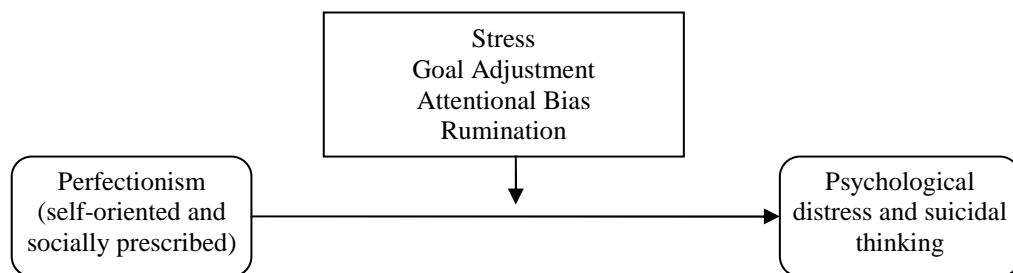 Stress
Goal Adjustment
Attentional Bias
Rumination
Perfectionism
(self-oriented and
socially prescribed)
Psychological
distress and suicidal
thinking